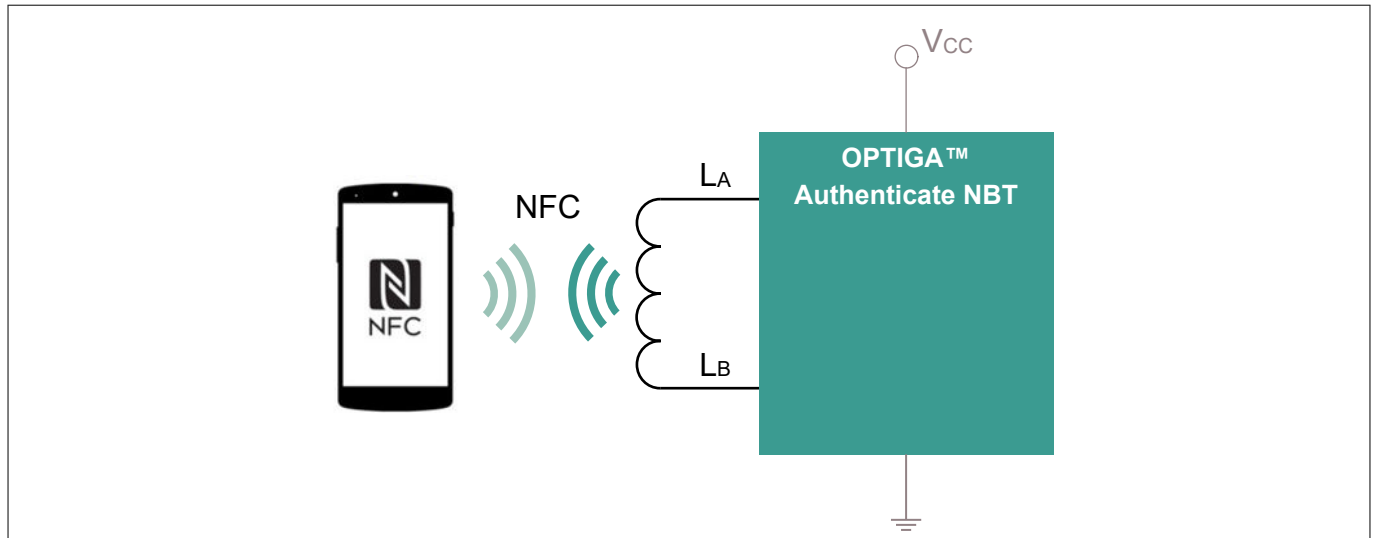 VCC
OPTIGA™
Authenticate NBT
LA
NFC
NFC
LB